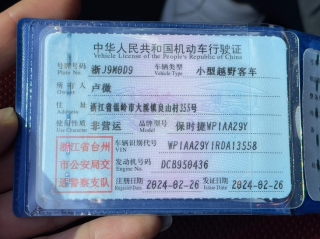 中华人民共和国机动车行驶证
Vehicle License of the People's Republic of China
号牌号码 浙J9M0D9 车辆类型 小型越野客车
Plate No. Vehicle Type
所有人 卢微
Owner
住址 浙江省温岭市大溪镇良山村355号
Address
使用性质 非营运 品牌型号 保时捷WP1AA29Y
Use Character Model
浙江省台州市公安局交通警察支队
车辆识别代号 WP1AA29Y1RDA13558
VIN
发动机号码 DCB950436
Engine No.
注册日期 2024-02-26 发证日期 2024-02-26
Register Date Issue Date